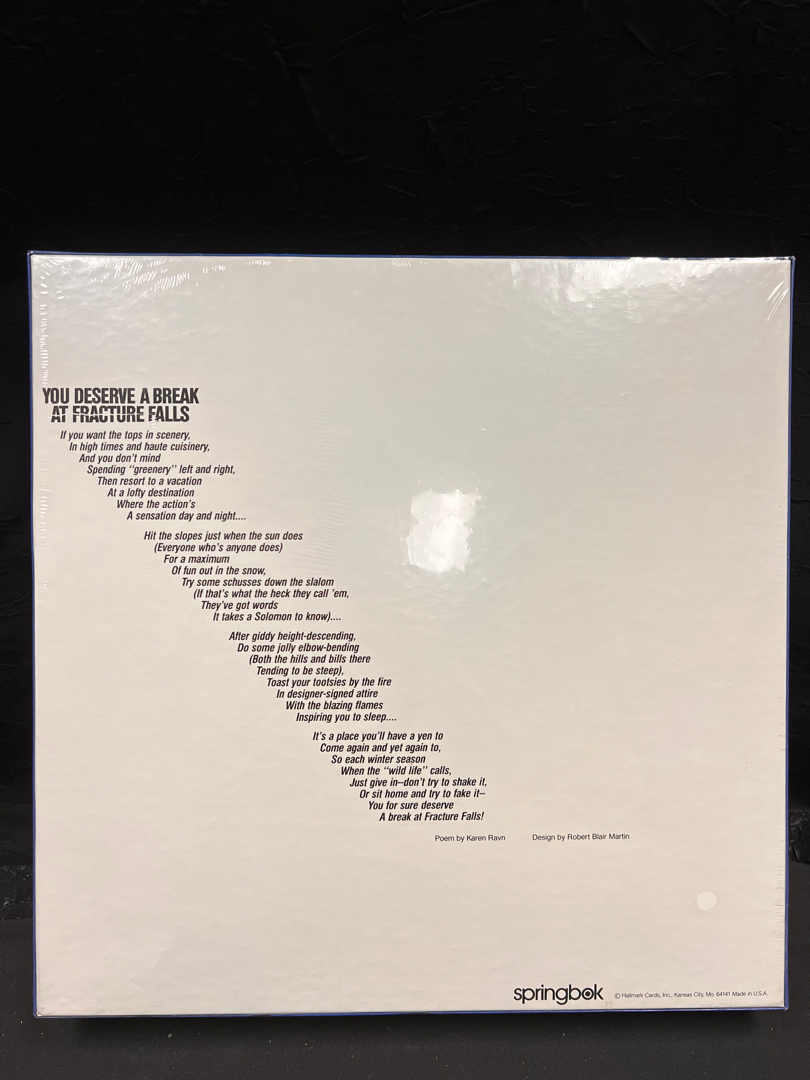 YOU DESERVE A BREAK
AT FRACTURE FALLS
If you want the tops in scenery,
In high times and haute cuisinery,
And you don't mind
Spending "greenery" left and right,
Then resort to a vacation
At a lofty destination
Where the action's
A sensation day and night....
Hit the slopes just when the sun does
(Everyone who's anyone does)
For a maximum
Of fun out in the snow,
Try some schusses down the slalom
(If that's what the heck they call 'em,
They've got words
It takes a Solomon to know)....
After giddy height-descending,
Do some jolly elbow-bending
(Both the hills and bills there
Tending to be steep),
Toast your tootsies by the fire
In designer-signed attire
With the blazing flames
Inspiring you to sleep....
It's a place you'll have a yen to
Come again and yet again to,
So each winter season
When the "wild life" calls,
Just give in--don't try to shake it,
Or sit home and try to fake it--
You for sure deserve
A break at Fracture Falls!
Poem by Karen Ravn Design by Robert Blair Martin
springbok © Hallmark Cards, Inc., Kansas City, Mo. 64141 Made in U.S.A.